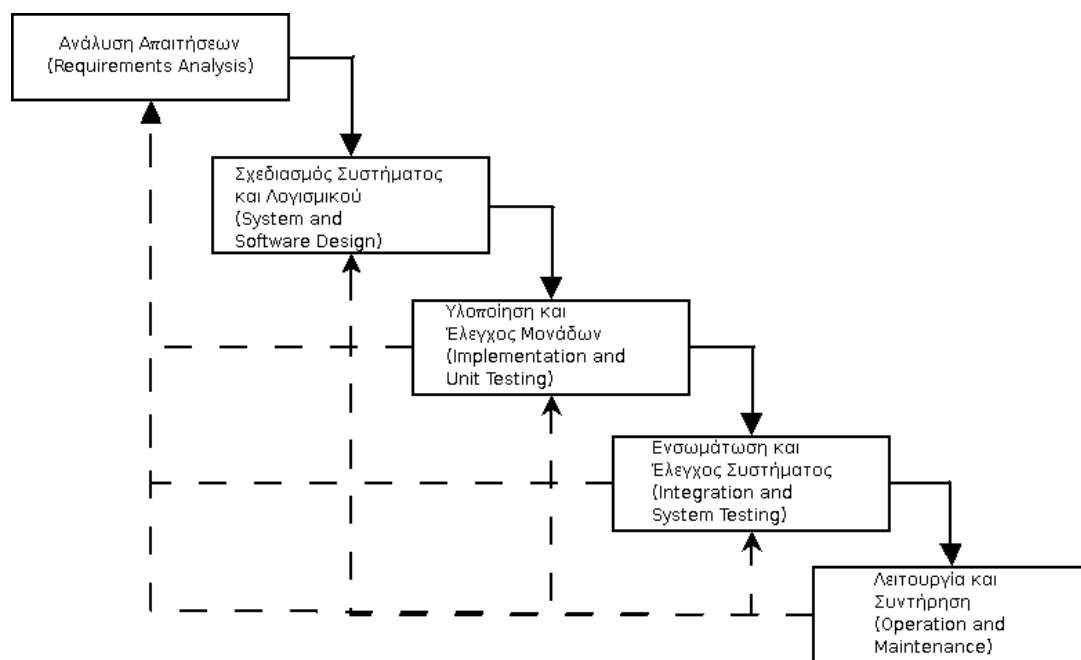 Ανάλυση Απαιτήσεων
(Requirements Analysis)
Σχεδιασμός Συστήματος
και Λογισμικού
(System and
Software Design)
Υλοποίηση και
Έλεγχος Μονάδων
(Implementation and
Unit Testing)
Ενσωμάτωση και
Έλεγχος Συστήματος
(Integration and
System Testing)
Λειτουργία και
Συντήρηση
(Operation and
Maintenance)